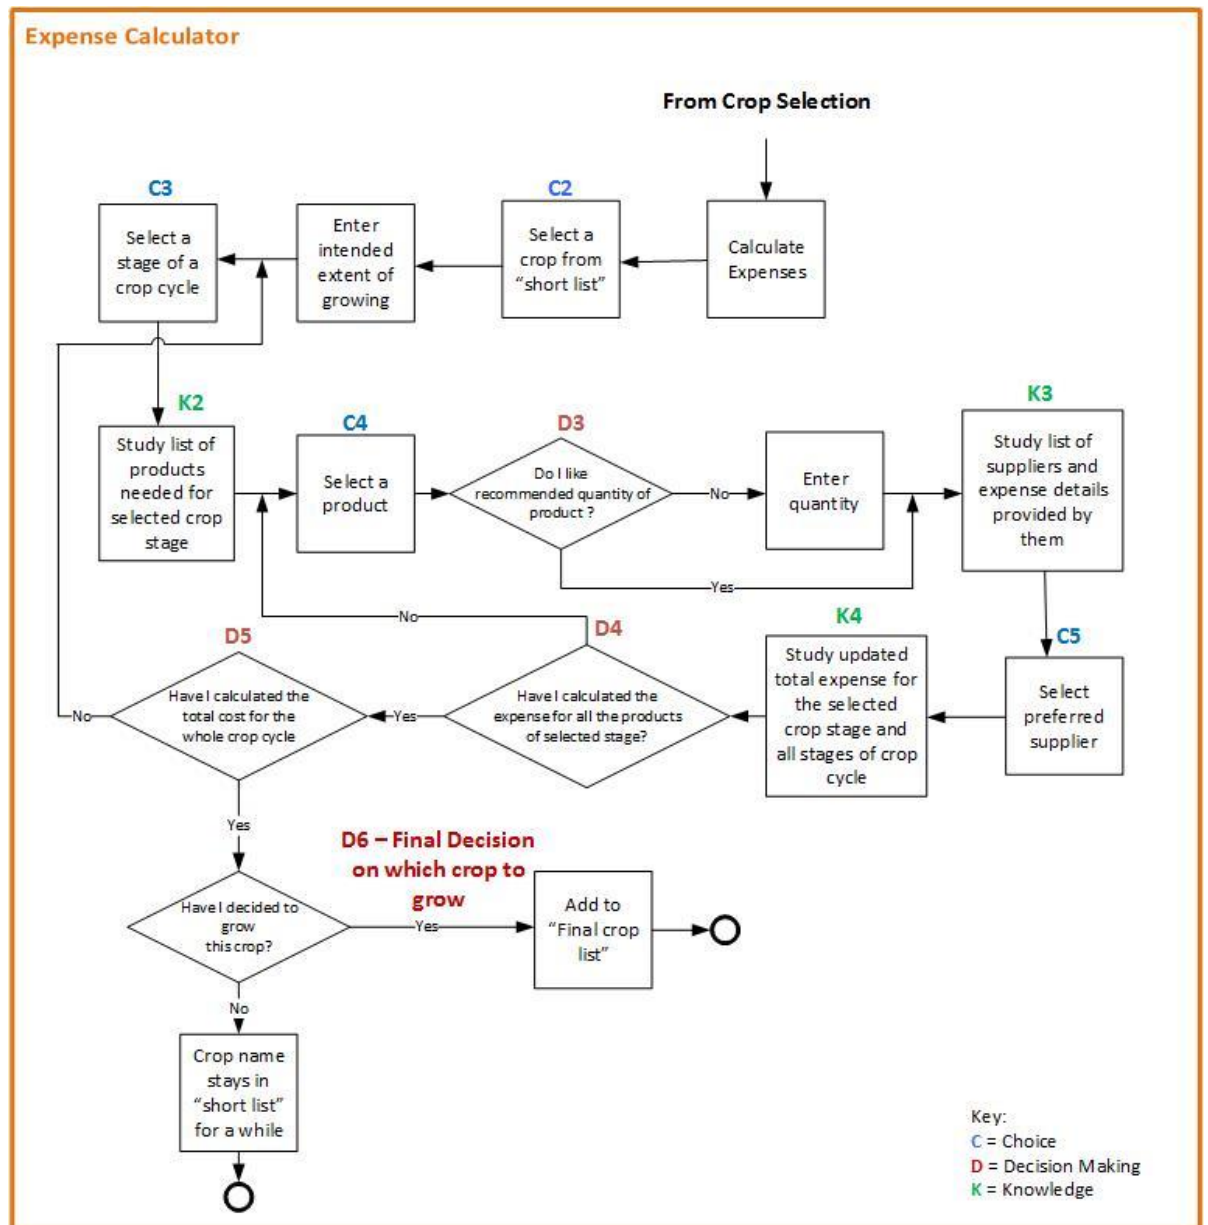 Expense Calculator
From Crop Selection
C3
Select a
stage of a
crop cycle
Enter
intended
extent of
growing
C2
Select a
crop from
“short list”
Calculate
Expenses
K2
Study list of
products
needed for
selected crop
stage
C4
Select a
product
D3
Do I like
recommended quantity of
product ?
No
Yes
Enter
quantity
K3
Study list of
suppliers and
expense details
provided by
them
C5
Select
preferred
supplier
K4
Study updated
total expense for
the selected
crop stage and
all stages of crop
cycle
D4
Have I calculated the
expense for all the products
of selected stage?
No
Yes
D5
Have I calculated the
total cost for the
whole crop cycle
No
Yes
D6 – Final Decision
on which crop to
grow
Have I decided to
grow
this crop?
Yes
Add to
“Final crop
list”
No
Crop name
stays in
“short list”
for a while
Key:
C = Choice
D = Decision Making
K = Knowledge